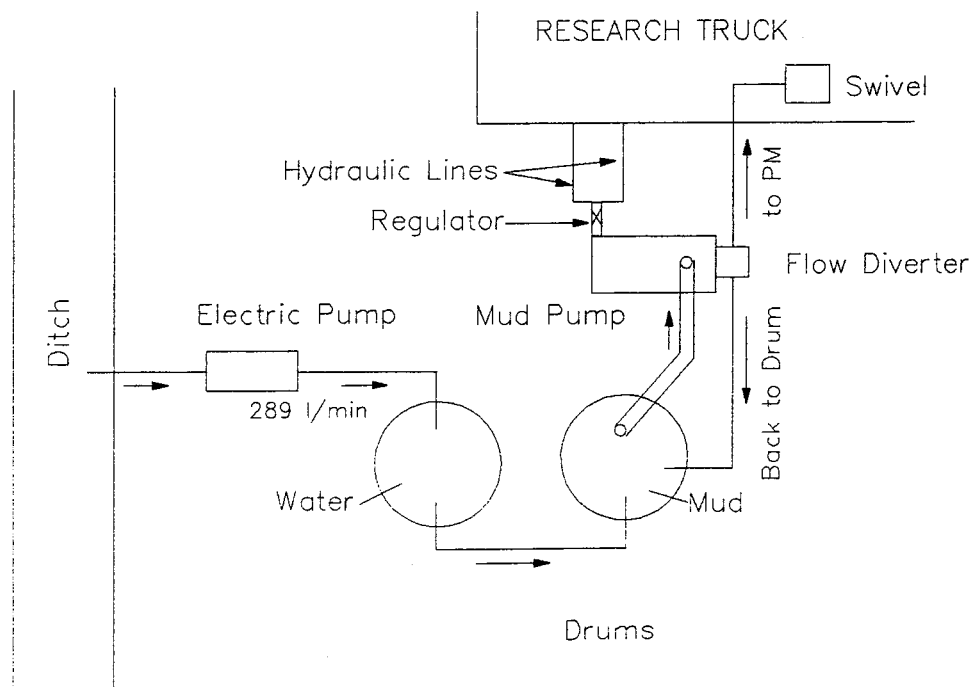 RESEARCH TRUCK
Swivel
Hydraulic Lines
Regulator
to PM
Flow Diverter
Ditch
Electric Pump
Mud Pump
289 l/min
Back to Drum
Water
Mud
Drums